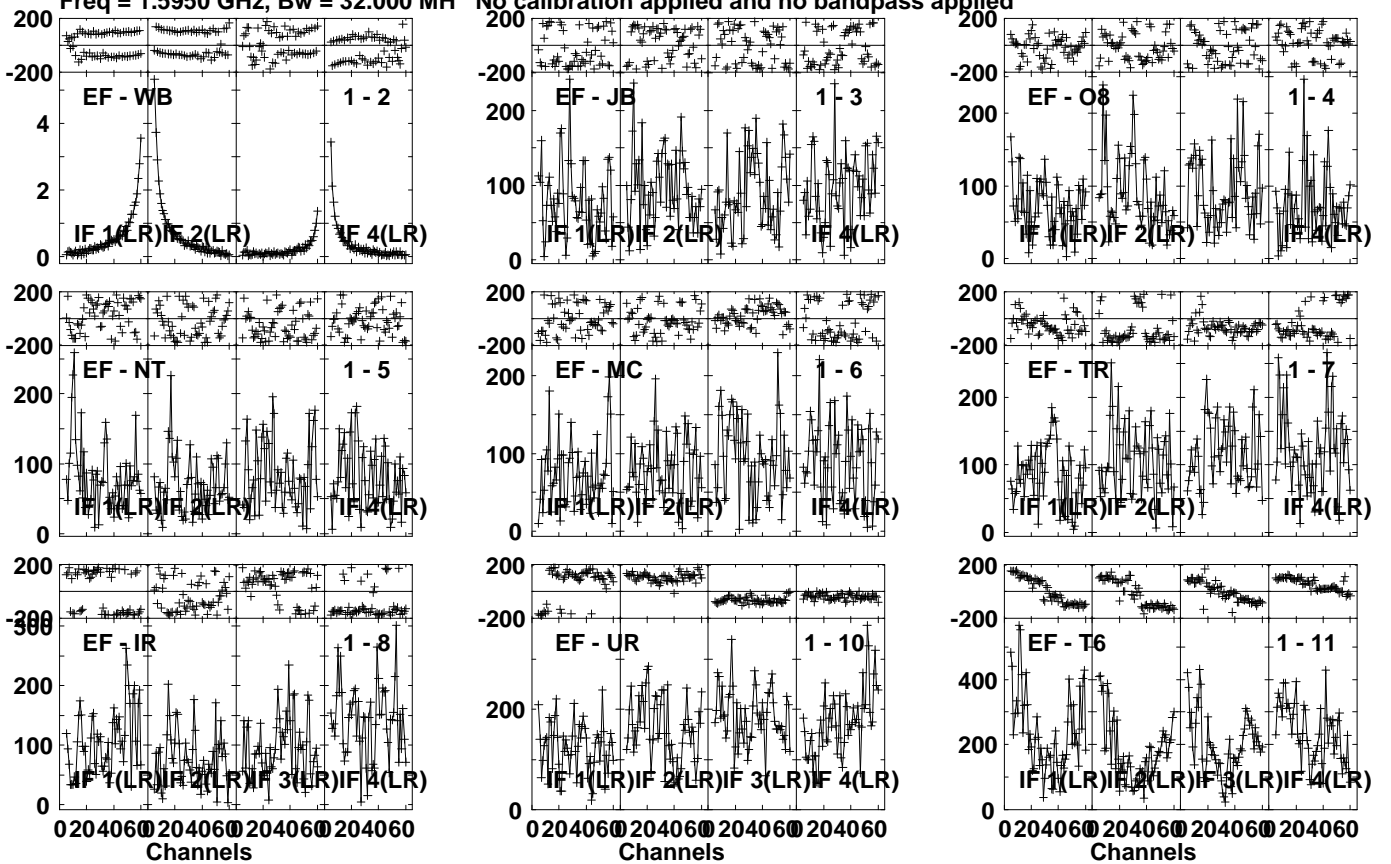 Freq = 1.5950 GHz, Bw = 32.000 MH No calibration applied and no bandpass applied
200
-200
EF - WB 1 - 2
4
2
0
IF 1(LR) IF 2(LR) IF 4(LR)
200
-200
EF - JB 1 - 3
200
100
0
IF 1(LR) IF 2(LR) IF 4(LR)
200
-200
EF - O8 1 - 4
200
100
0
IF 1(LR) IF 2(LR) IF 4(LR)
200
-200
EF - NT 1 - 5
200
100
0
IF 1(LR) IF 2(LR) IF 4(LR)
200
-200
EF - MC 1 - 6
200
100
0
IF 1(LR) IF 2(LR) IF 4(LR)
200
-200
EF - TR 1 - 7
200
100
0
IF 1(LR) IF 2(LR) IF 4(LR)
200
-200
300
EF - IR 1 - 8
200
100
0
IF 1(LR) IF 2(LR) IF 3(LR) IF 4(LR)
0 20 40 60 0 20 40 60 0 20 40 60 0 20 40 60
Channels
200
-200
EF - UR 1 - 10
200
0
IF 1(LR) IF 2(LR) IF 3(LR) IF 4(LR)
0 20 40 60 0 20 40 60 0 20 40 60 0 20 40 60
Channels
200
-200
EF - T6 1 - 11
400
200
0
IF 1(LR) IF 2(LR) IF 3(LR) IF 4(LR)
0 20 40 60 0 20 40 60 0 20 40 60 0 20 40 60
Channels